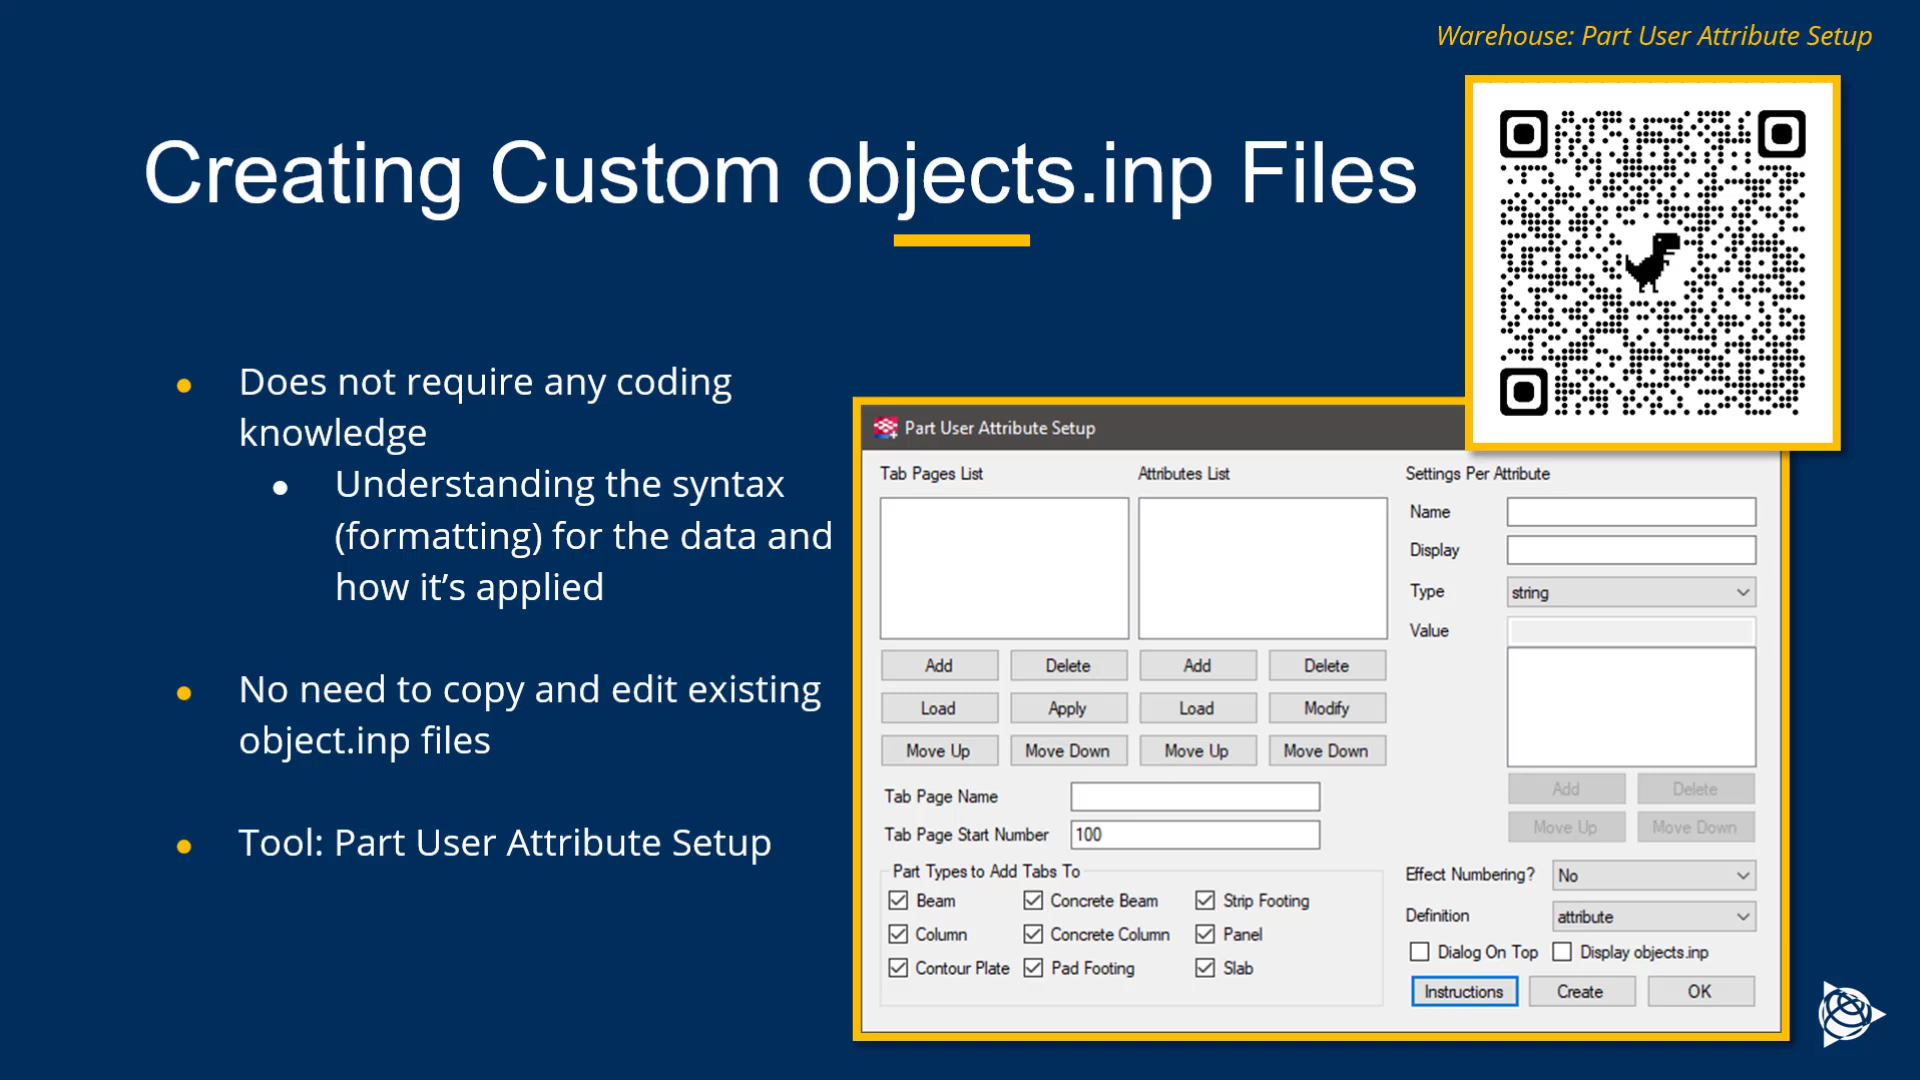 Warehouse: Part User Attribute Setup
Creating Custom objects.inp Files
Does not require any coding
knowledge
Understanding the syntax
(formatting) for the data and
how it’s applied
No need to copy and edit existing
object.inp files
Tool: Part User Attribute Setup
Part User Attribute Setup
Tab Pages List
Attributes List
Settings Per Attribute
Name
Display
Type string
Value
Add Delete Add Delete
Load Apply Load Modify
Move Up Move Down Move Up Move Down
Add Delete
Move Up Move Down
Tab Page Name
Tab Page Start Number 100
Part Types to Add Tabs To
Beam Concrete Beam Strip Footing
Column Concrete Column Panel
Contour Plate Pad Footing Slab
Effect Numbering? No
Definition attribute
Dialog On Top Display objects.inp
Instructions Create OK